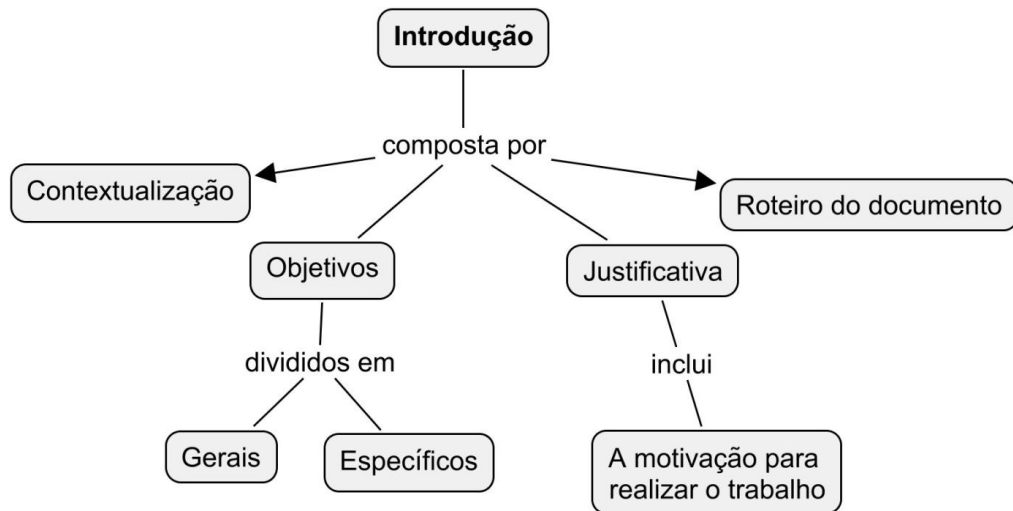 Introdução
composta por
Contextualização
Roteiro do documento
Objetivos
Justificativa
divididos em
inclui
Gerais
Específicos
A motivação para
realizar o trabalho